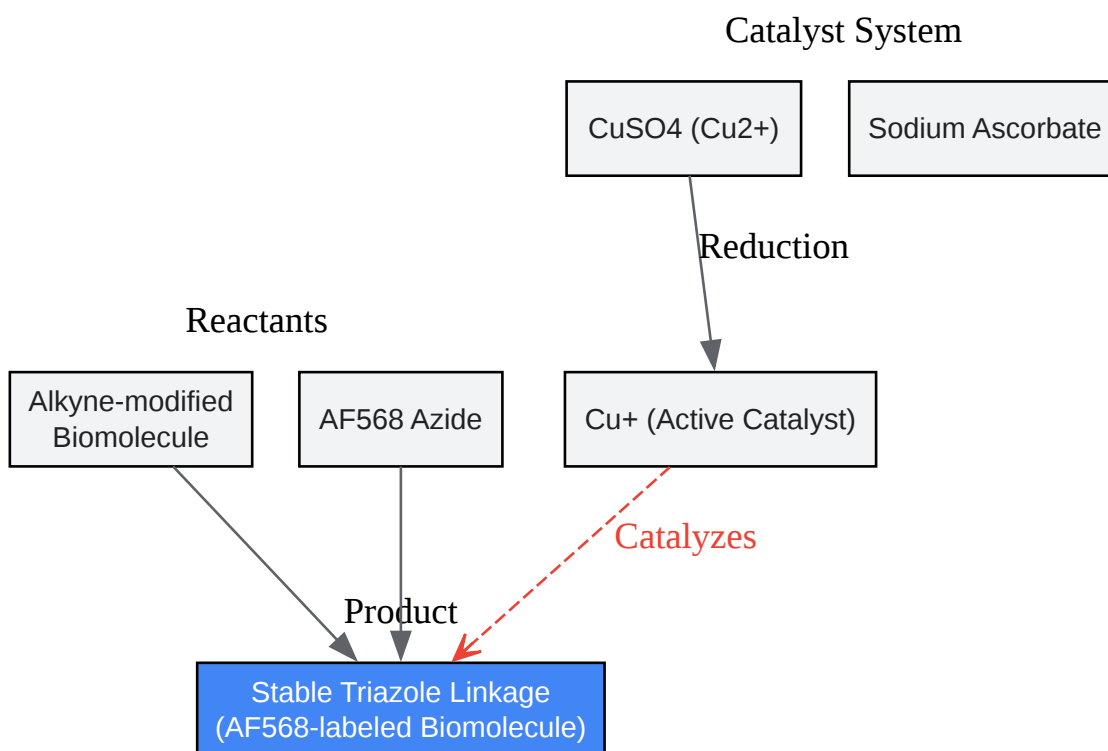 Catalyst System
CuSO4 (Cu2+)
Sodium Ascorbate
Reduction
Reactants
Alkyne-modified
Biomolecule
AF568 Azide
Cu+ (Active Catalyst)
Catalyzes
Product
Stable Triazole Linkage
(AF568-labeled Biomolecule)